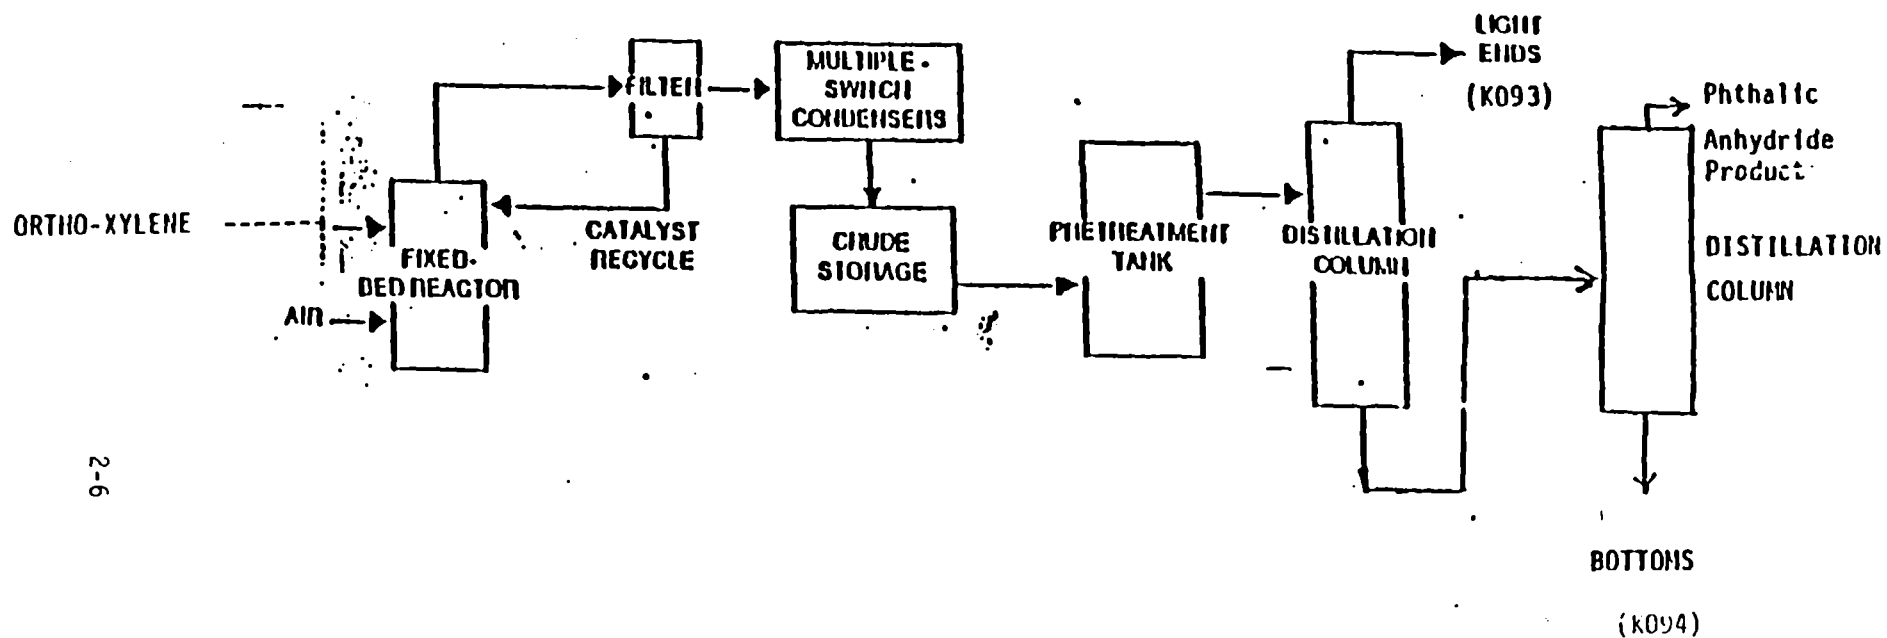 LIGHT
ENDS
(K093)
FILTER
MULTIPLE-
SWITCH
CONDENSERS
Phthalic
Anhydride
Product
ORTHO-XYLENE
CATALYST
RECYCLE
FIXED-
BED REACTOR
AIR
CRUDE
STORAGE
PRETREATMENT
TANK
DISTILLATION
COLUMN
DISTILLATION
COLUMN
2-6
BOTTOMS
(K094)